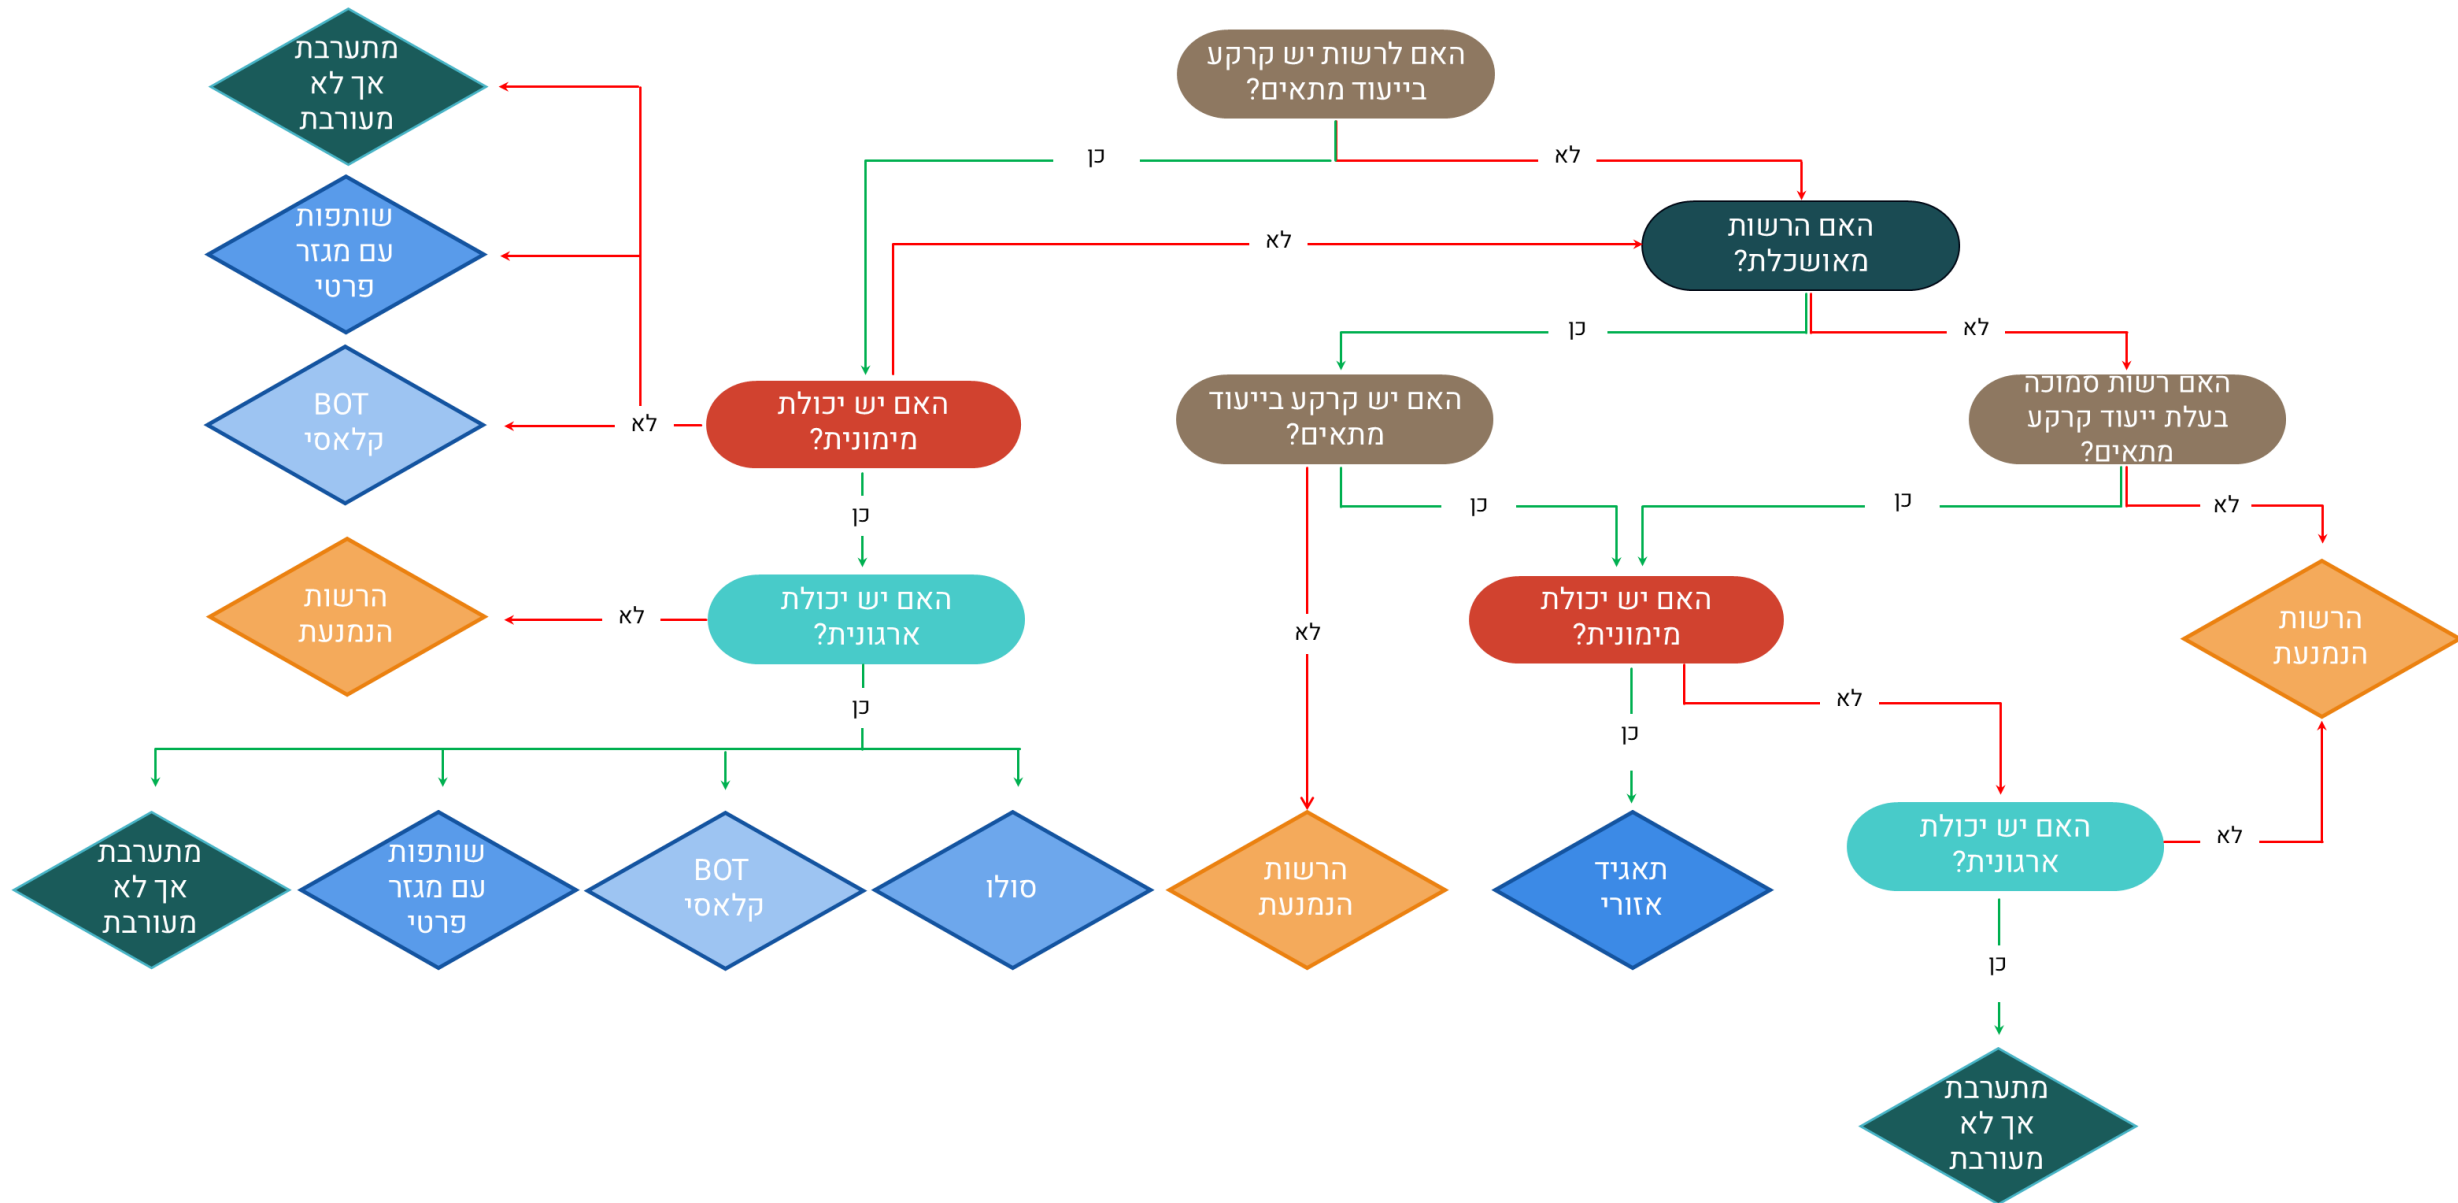 האם לרשות יש קרקע
בייעוד מתאים?
כן
לא
האם הרשות
מאושכלת?
לא
כן
לא
האם רשות סמוכה
בעלת ייעוד קרקע
מתאים?
האם יש קרקע בייעוד
מתאים?
האם יש יכולת
מימונית?
לא
מתערבת
אך לא
מעורבת
שותפות
עם מגזר
פרטי
BOT
קלאסי
כן
כן
כן
לא
לא
הרשות
הנמנעת
האם יש יכולת
מימונית?
האם יש יכולת
ארגונית?
לא
הרשות
הנמנעת
לא
כן
כן
האם יש יכולת
ארגונית?
לא
כן
תאגיד
אזורי
הרשות
הנמנעת
סולו
BOT
קלאסי
שותפות
עם מגזר
פרטי
מתערבת
אך לא
מעורבת
כן
מתערבת
אך לא
מעורבת